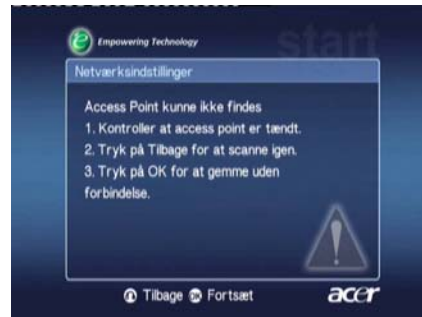 Empowering Technology
start
Netværksindstillinger
Access Point kunne ikke findes
1. Kontroller at access point er tændt.
2. Tryk på Tilbage for at scanne igen.
3. Tryk på OK for at gemme uden
forbindelse.
Tilbage OK Fortsæt
acer